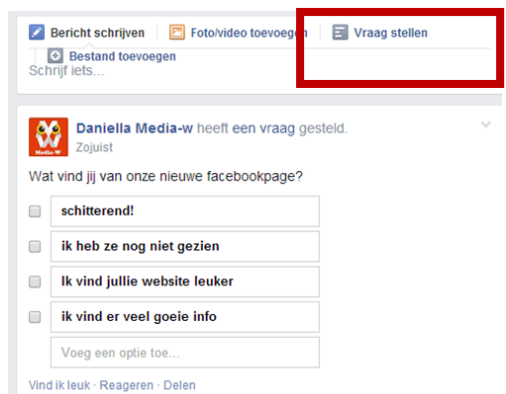 Bericht schrijven Foto/video toevoegen Vraag stellen
Bestand toevoegen
Schrijf iets...
Daniella Media-w heeft een vraag gesteld.
Media-W
Zojuist
Wat vind jij van onze nieuwe facebookpage?
schitterend!
ik heb ze nog niet gezien
Ik vind jullie website leuker
ik vind er veel goeie info
Voeg een optie toe...
Vind ik leuk · Reageren · Delen